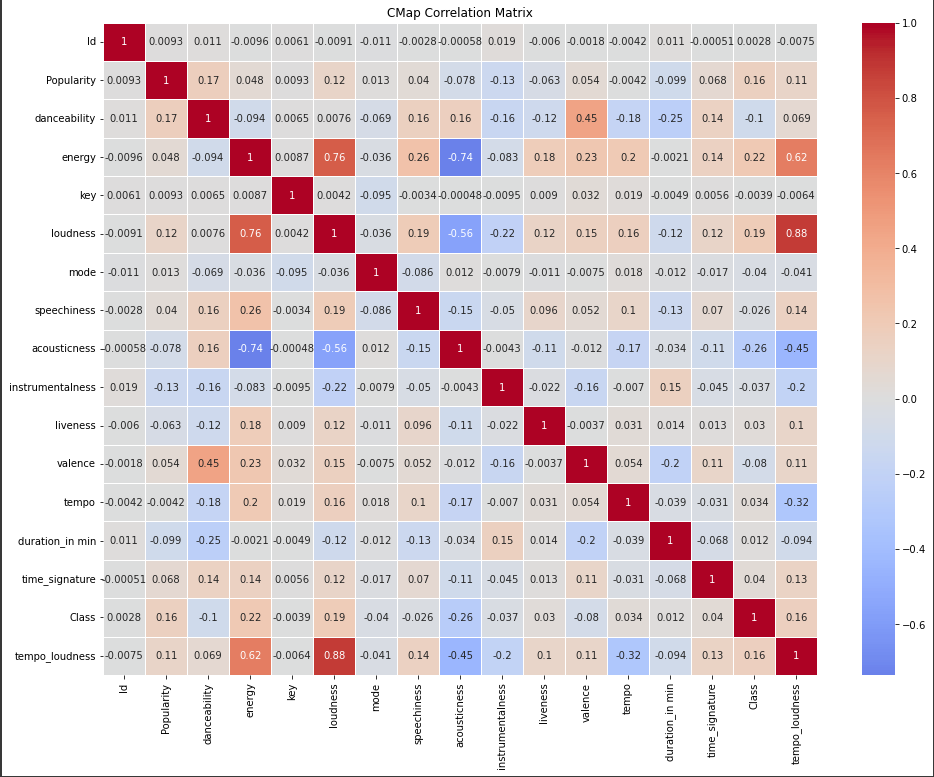 CMap Correlation Matrix
Id 1 0.0093 0.011 -0.0096 0.0061 -0.0091 -0.011 -0.0028 -0.00058 0.019 -0.006 -0.0018 -0.0042 0.011 -0.00051 0.0028 -0.0075
Popularity 0.0093 1 0.17 0.048 0.0093 0.12 0.013 0.04 -0.078 -0.13 -0.063 0.054 -0.0042 -0.099 0.068 0.16 0.11
danceability 0.011 0.17 1 -0.094 0.0065 0.0076 -0.069 0.16 0.16 -0.16 -0.12 0.45 -0.18 -0.25 0.14 -0.1 0.069
energy -0.0096 0.048 -0.094 1 0.0087 0.76 -0.036 0.26 -0.74 -0.083 0.18 0.23 0.2 -0.0021 0.14 0.22 0.62
key 0.0061 0.0093 0.0065 0.0087 1 0.0042 -0.095 -0.0034 -0.00048 -0.0095 0.009 0.032 0.019 -0.0049 0.0056 -0.0039 -0.0064
loudness -0.0091 0.12 0.0076 0.76 0.0042 1 -0.036 0.19 -0.56 -0.22 0.12 0.15 0.16 -0.12 0.12 0.19 0.88
mode -0.011 0.013 -0.069 -0.036 -0.095 -0.036 1 -0.086 0.012 -0.0079 -0.011 -0.0075 0.018 -0.012 -0.017 -0.04 -0.041
speechiness -0.0028 0.04 0.16 0.26 -0.0034 0.19 -0.086 1 -0.15 -0.05 0.096 0.052 0.1 -0.13 0.07 -0.026 0.14
acousticness -0.00058 -0.078 0.16 -0.74 -0.00048 -0.56 0.012 -0.15 1 -0.0043 -0.11 -0.012 -0.17 -0.034 -0.11 -0.26 -0.45
instrumentalness 0.019 -0.13 -0.16 -0.083 -0.0095 -0.22 -0.0079 -0.05 -0.0043 1 -0.022 -0.16 -0.007 0.15 -0.045 -0.037 -0.2
liveness -0.006 -0.063 -0.12 0.18 0.009 0.12 -0.011 0.096 -0.11 -0.022 1 -0.0037 0.031 0.014 0.013 0.03 0.1
valence -0.0018 0.054 0.45 0.23 0.032 0.15 -0.0075 0.052 -0.012 -0.16 -0.0037 1 0.054 -0.2 0.11 -0.08 0.11
tempo -0.0042 -0.0042 -0.18 0.2 0.019 0.16 0.018 0.1 -0.17 -0.007 0.031 0.054 1 -0.039 -0.031 0.034 -0.32
duration_in min 0.011 -0.099 -0.25 -0.0021 -0.0049 -0.12 -0.012 -0.13 -0.034 0.15 0.014 -0.2 -0.039 1 -0.068 0.012 -0.094
time_signature -0.00051 0.068 0.14 0.14 0.0056 0.12 -0.017 0.07 -0.11 -0.045 0.013 0.11 -0.031 -0.068 1 0.04 0.13
Class 0.0028 0.16 -0.1 0.22 -0.0039 0.19 -0.04 -0.026 -0.26 -0.037 0.03 -0.08 0.034 0.012 0.04 1 0.16
tempo_loudness -0.0075 0.11 0.069 0.62 -0.0064 0.88 -0.041 0.14 -0.45 -0.2 0.1 0.11 -0.32 -0.094 0.13 0.16 1
Id Popularity danceability energy key loudness mode speechiness acousticness instrumentalness liveness valence tempo duration_in min time_signature Class tempo_loudness
1.0
0.8
0.6
0.4
0.2
0.0
−0.2
−0.4
−0.6